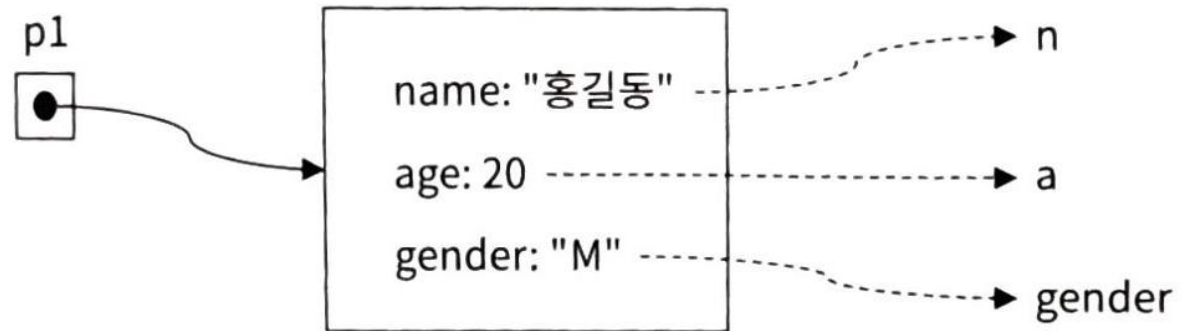 p1
name: "홍길동"
n
age: 20
a
gender: "M"
gender